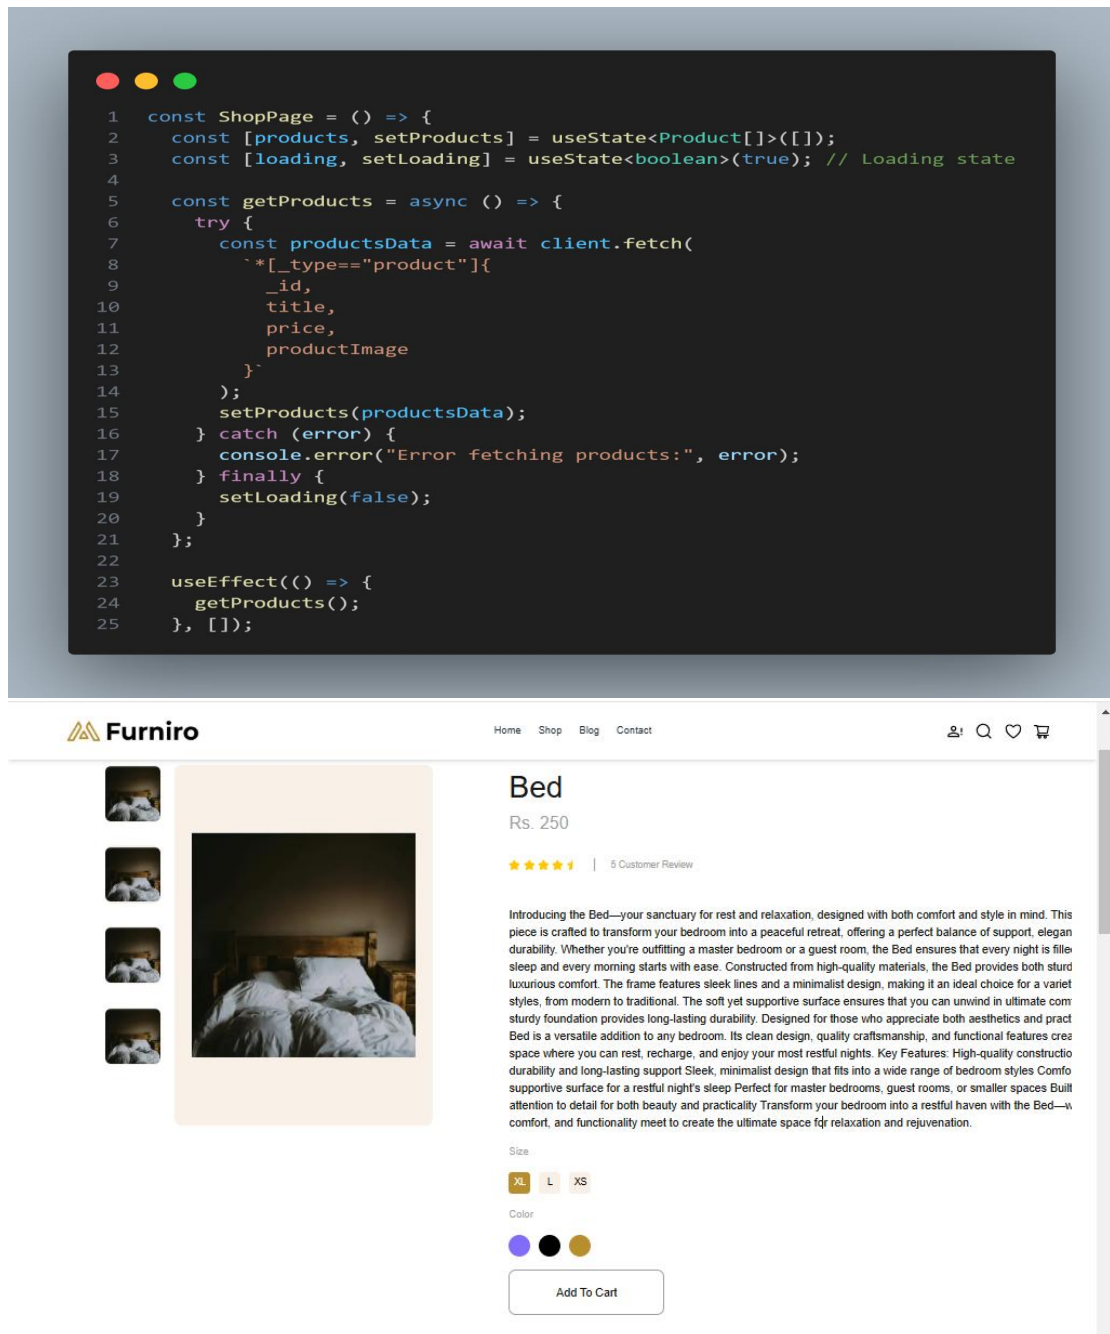 1 const ShopPage = () => {
2 const [products, setProducts] = useState<Product[]>([]);
3 const [loading, setLoading] = useState<boolean>(true); // Loading state
4
5 const getProducts = async () => {
6 try {
7 const productsData = await client.fetch(
8 `*[_type=="product"]{
9 _id,
10 title,
11 price,
12 productImage
13 }`
14 );
15 setProducts(productsData);
16 } catch (error) {
17 console.error("Error fetching products:", error);
18 } finally {
19 setLoading(false);
20 }
21 };
22
23 useEffect(() => {
24 getProducts();
25 }, []);
Furniro
Home Shop Blog Contact
Bed
Rs. 250
5 Customer Review
Introducing the Bed—your sanctuary for rest and relaxation, designed with both comfort and style in mind. This
piece is crafted to transform your bedroom into a peaceful retreat, offering a perfect balance of support,
durability. Whether you're outfitting a master bedroom or a guest room, the Bed ensures that every night is
sleep and every morning starts with ease. Constructed from high-quality materials, the Bed provides both
luxurious comfort. The frame features sleek lines and a minimalist design, making it an ideal choice for a
styles, from modern to traditional. The soft yet supportive surface ensures that you can unwind in ultimate
sturdy foundation provides long-lasting durability. Designed for those who appreciate both aesthetics and
Bed is a versatile addition to any bedroom. Its clean design, quality craftsmanship, and functional features
space where you can rest, recharge, and enjoy your most restful nights. Key Features: High-quality
durability and long-lasting support Sleek, minimalist design that fits into a wide range of bedroom styles
supportive surface for a restful night's sleep Perfect for master bedrooms, guest rooms, or smaller spaces Built
attention to detail for both beauty and practicality Transform your bedroom into a restful haven with the Bed—
comfort, and functionality meet to create the ultimate space for relaxation and rejuvenation.
Size
XL L XS
Color
Add To Cart